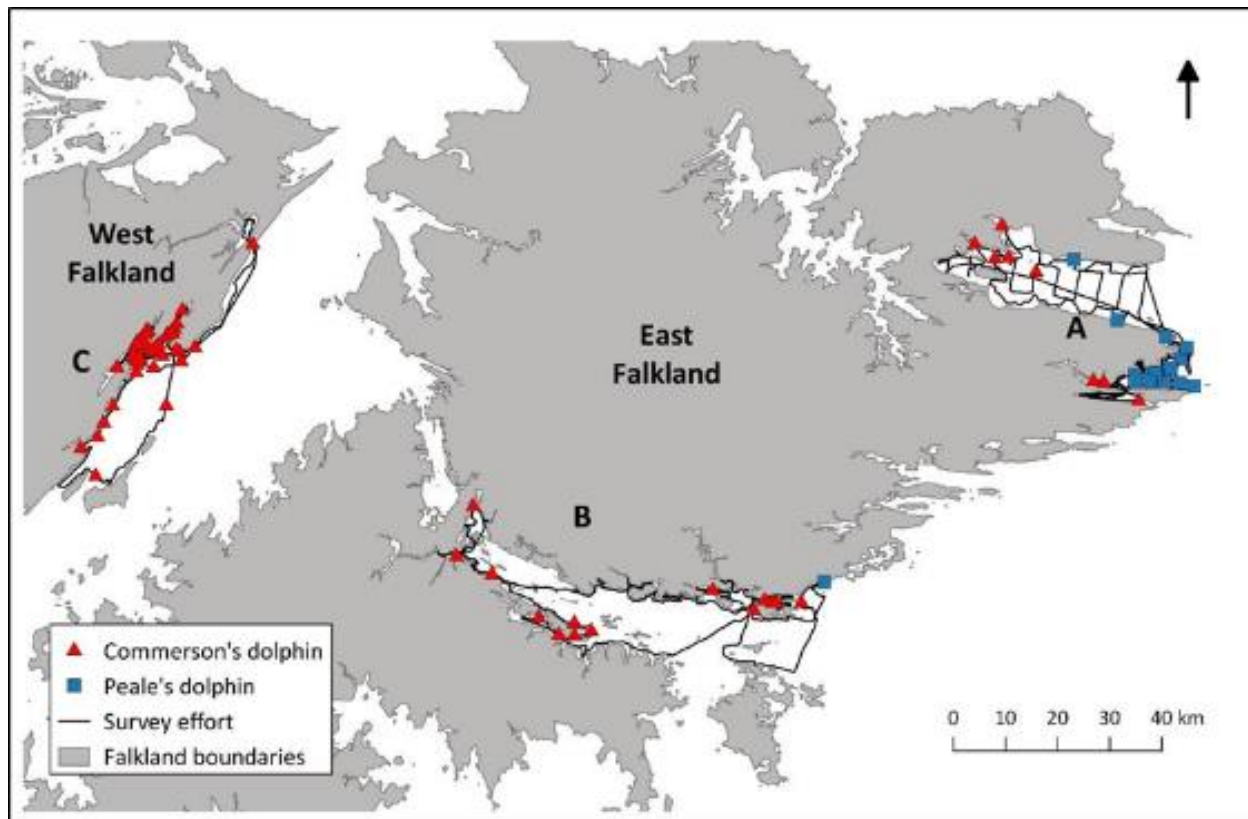 West
Falkland
C
East
Falkland
A
B
Commerson's dolphin
Peale's dolphin
Survey effort
Falkland boundaries
0 10 20 30 40 km